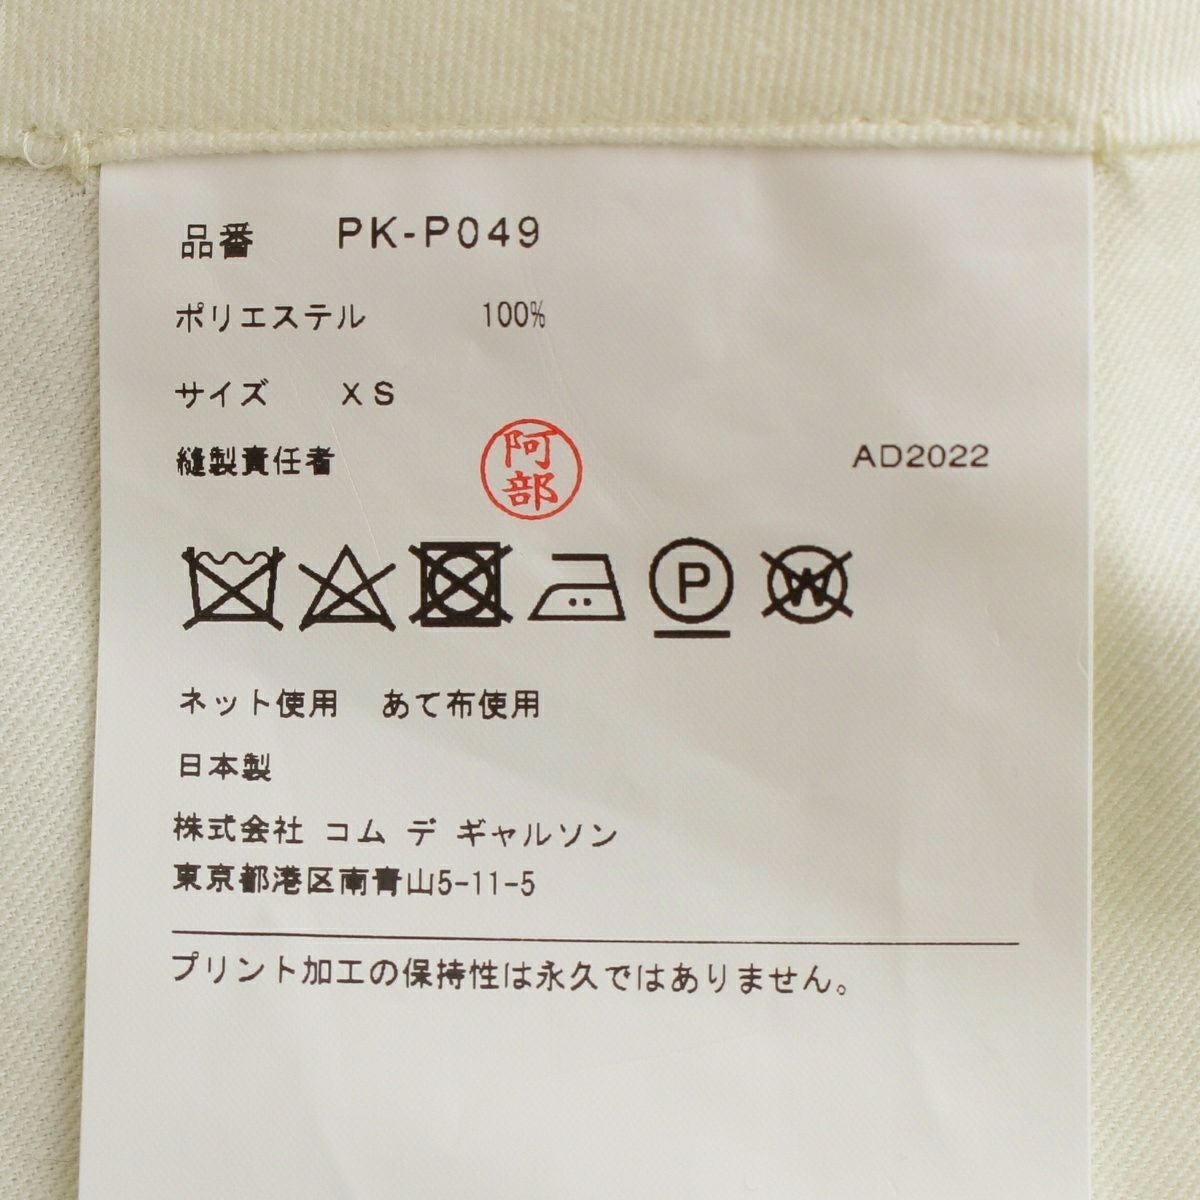 品番 PK-P049
ポリエステル 100%
サイズ XS
縫製責任者 阿部 AD2022
P W
ネット使用 あて布使用
日本製
株式会社 コム デ ギャルソン
東京都港区南青山5-11-5
プリント加工の保持性は永久ではありません。